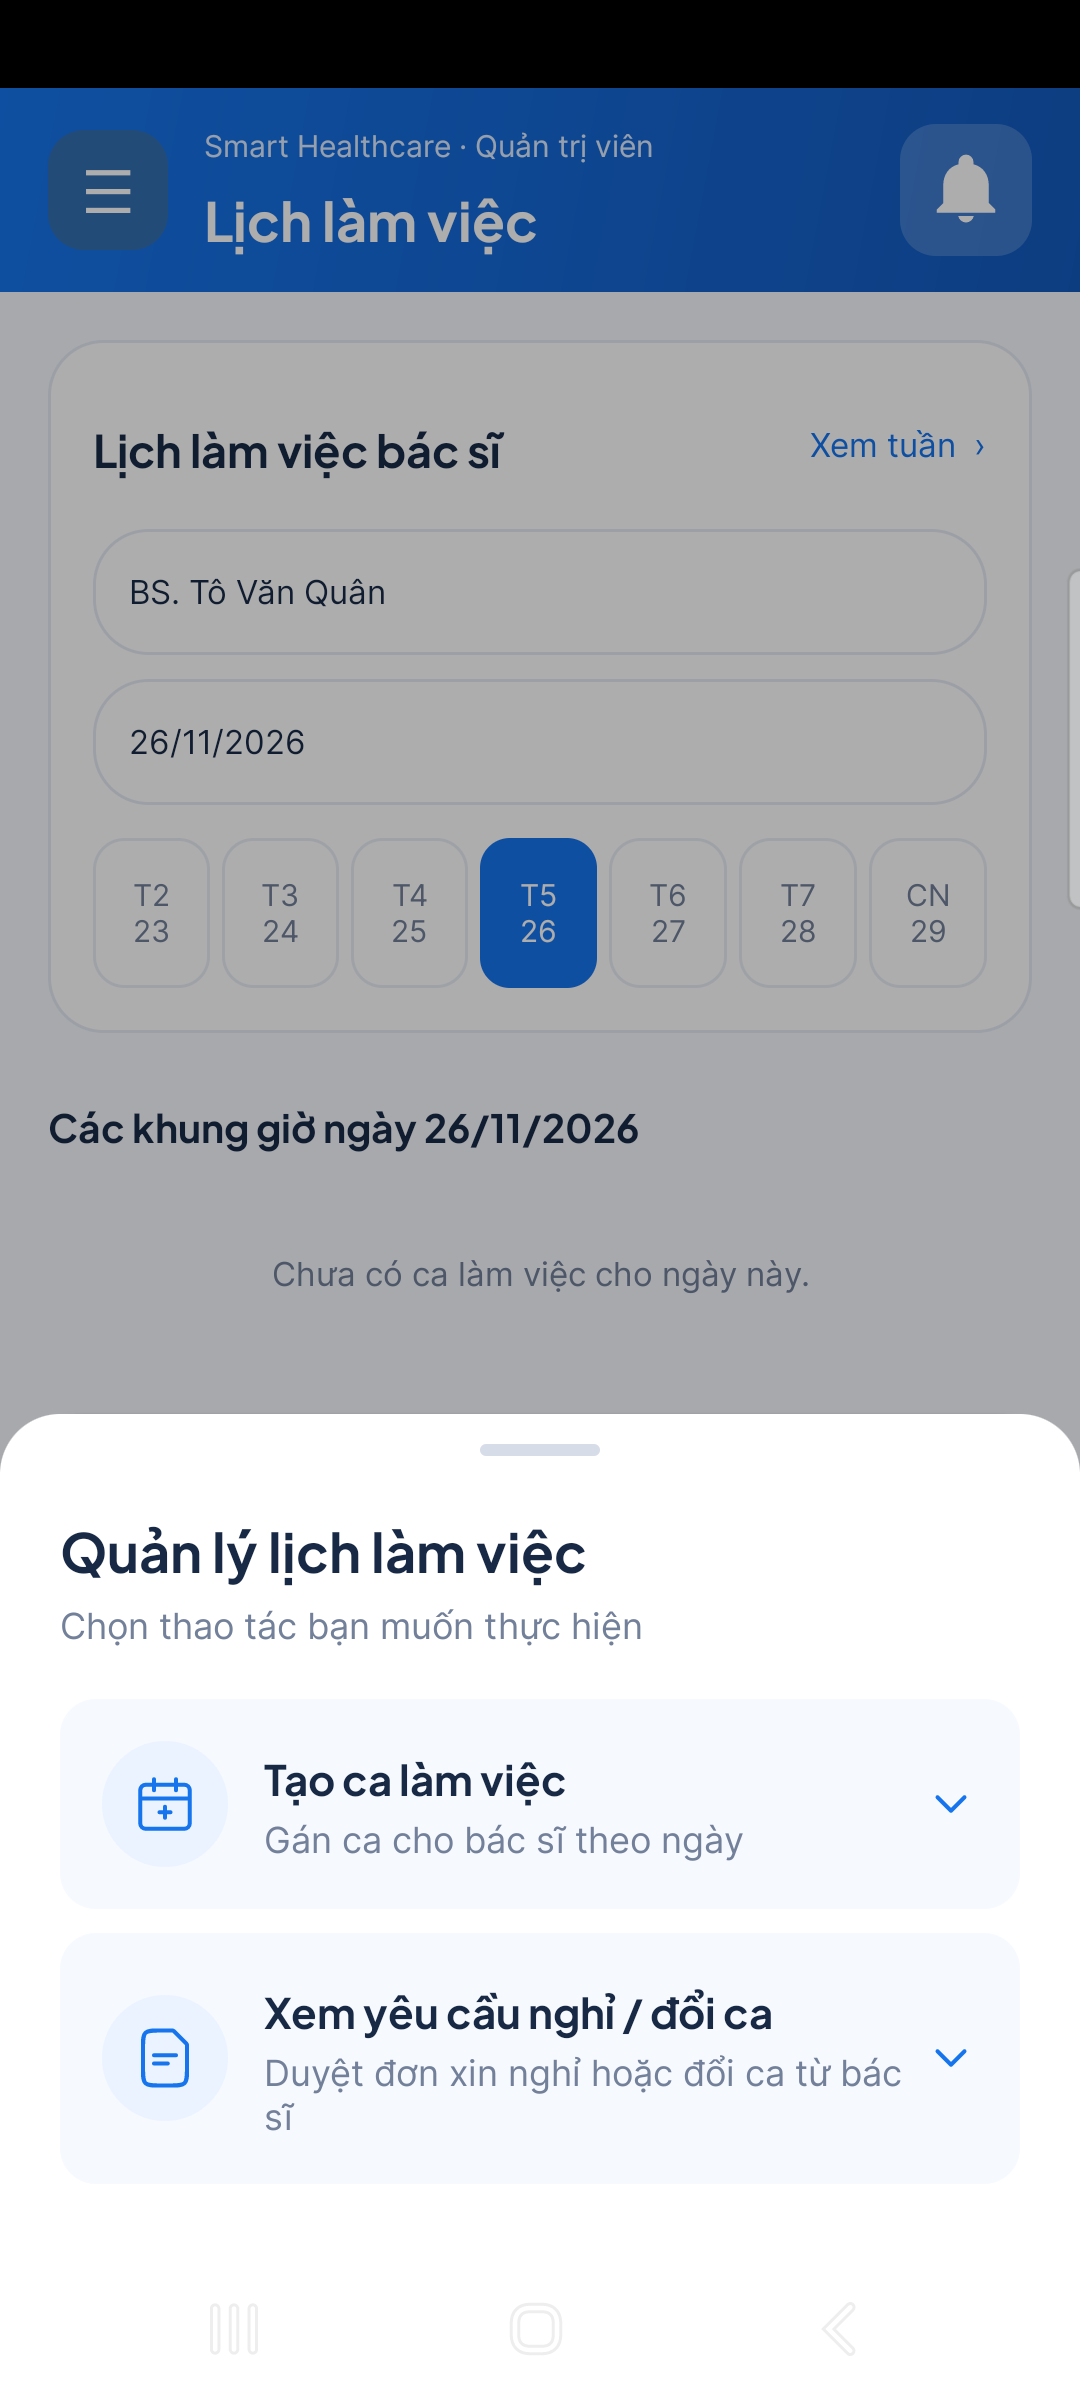 Smart Healthcare · Quản trị viên
Lịch làm việc
Lịch làm việc bác sĩ
Xem tuần ›
BS. Tô Văn Quân
26/11/2026
T2 T3 T4 T5 T6 T7 CN
23 24 25 26 27 28 29
Các khung giờ ngày 26/11/2026
Chưa có ca làm việc cho ngày này.
Quản lý lịch làm việc
Chọn thao tác bạn muốn thực hiện
Tạo ca làm việc
Gán ca cho bác sĩ theo ngày
Xem yêu cầu nghỉ / đổi ca
Duyệt đơn xin nghỉ hoặc đổi ca từ bác
sĩ